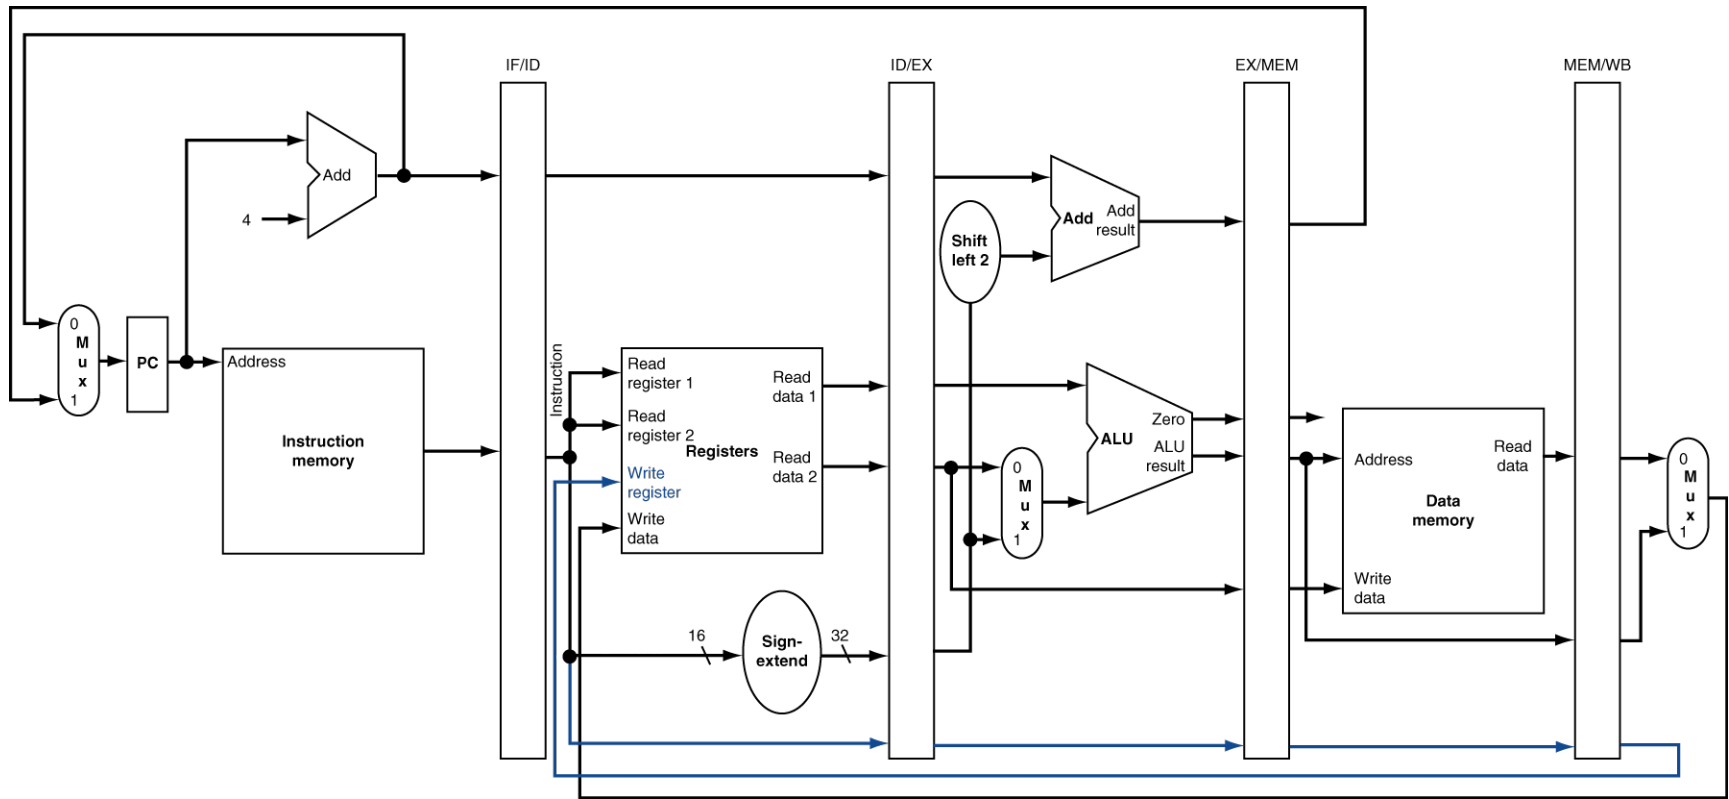 IF/ID
ID/EX
EX/MEM
MEM/WB
Add
4
Add
Add
result
Shift
left 2
0
M
u
x
1
PC
Address
Instruction
memory
Instruction
Read
register 1
Read
register 2
Write
register
Write
data
Registers
Read
data 1
Read
data 2
16
Sign-
extend
32
0
M
u
x
1
ALU
Zero
ALU
result
Address
Read
data
Data
memory
Write
data
0
M
u
x
1